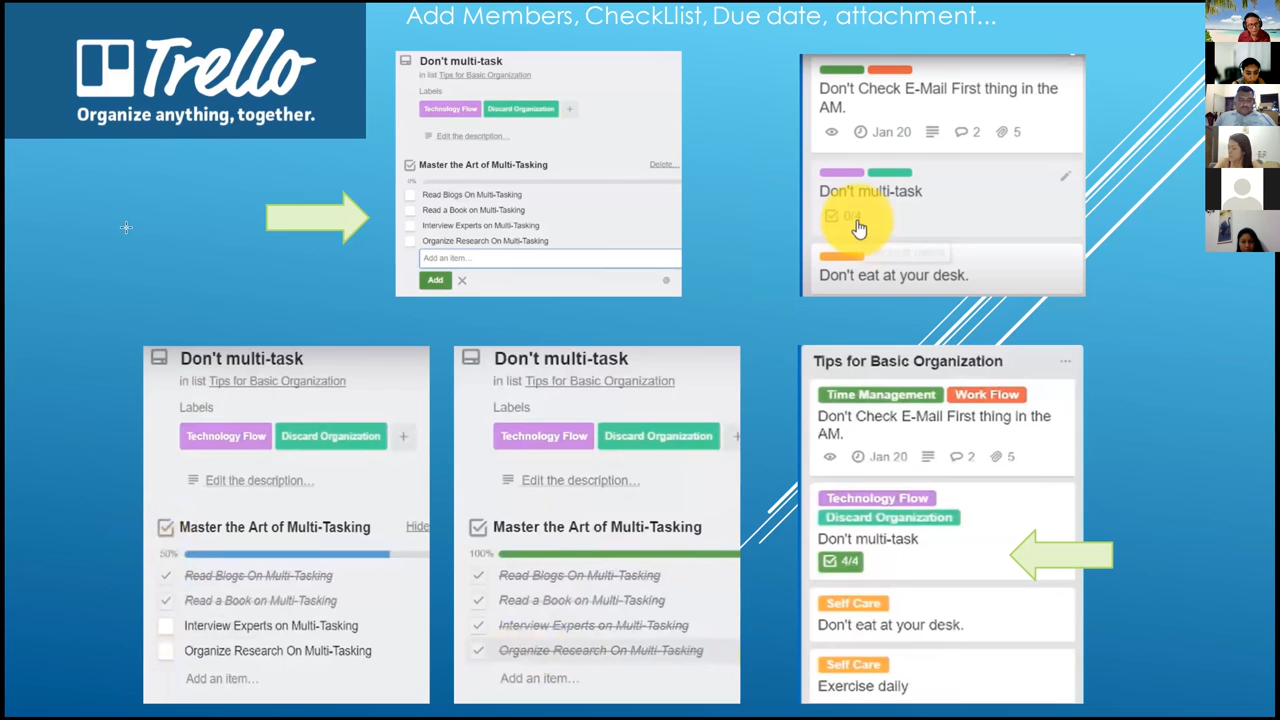 Add Members, CheckLlist, Due date, attachment...
Trello
Organize anything, together.
Don't multi-task
in list Tips for Basic Organization
Labels
Technology Flow Discard Organization +
Edit the description...
Master the Art of Multi-Tasking Delete...
0%
Read Blogs On Multi-Tasking
Read a Book on Multi-Tasking
Interview Experts on Multi-Tasking
Organize Research On Multi-Tasking
Add an item...
Add
Don't Check E-Mail First thing in the
AM.
Jan 20 2 5
Don't multi-task
0/4
Don't eat at your desk.
Don't multi-task
in list Tips for Basic Organization
Labels
Technology Flow Discard Organization +
Edit the description...
Master the Art of Multi-Tasking Hide
50%
Read Blogs On Multi-Tasking
Read a Book on Multi-Tasking
Interview Experts on Multi-Tasking
Organize Research On Multi-Tasking
Add an item...
Don't multi-task
in list Tips for Basic Organization
Labels
Technology Flow Discard Organization +
Edit the description...
Master the Art of Multi-Tasking
100%
Read Blogs On Multi-Tasking
Read a Book on Multi-Tasking
Interview Experts on Multi-Tasking
Organize Research On Multi-Tasking
Add an item...
Tips for Basic Organization ...
Time Management Work Flow
Don't Check E-Mail First thing in the
AM.
Jan 20 2 5
Technology Flow
Discard Organization
Don't multi-task
4/4
Self Care
Don't eat at your desk.
Self Care
Exercise daily